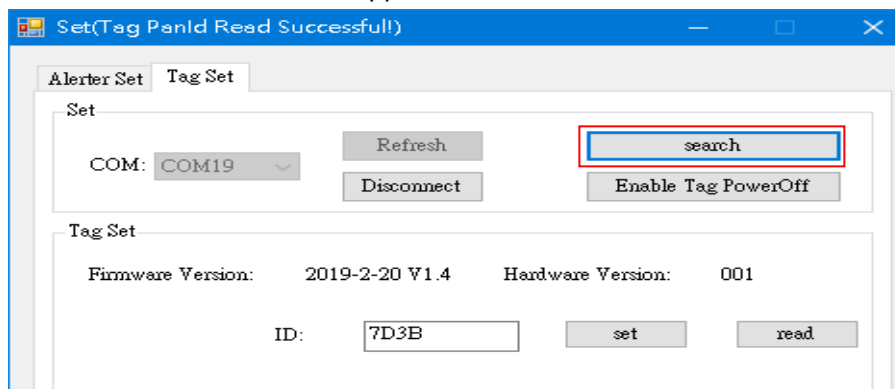 Set(Tag PanId Read Successful!)
Alerter Set Tag Set
Set
COM: COM19 Refresh search
Disconnect Enable Tag PowerOff
Tag Set
Firmware Version: 2019-2-20 V1.4 Hardware Version: 001
ID: 7D3B set read